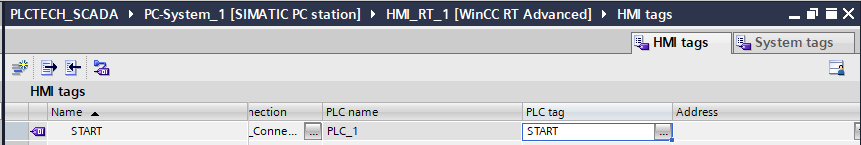 PLCTECH_SCADA ▸ PC-System_1 [SIMATIC PC station] ▸ HMI_RT_1 [WinCC RT Advanced] ▸ HMI tags
HMI tags System tags
HMI tags
Name nection PLC name PLC tag Address
START _Conne... ... PLC_1 START ...